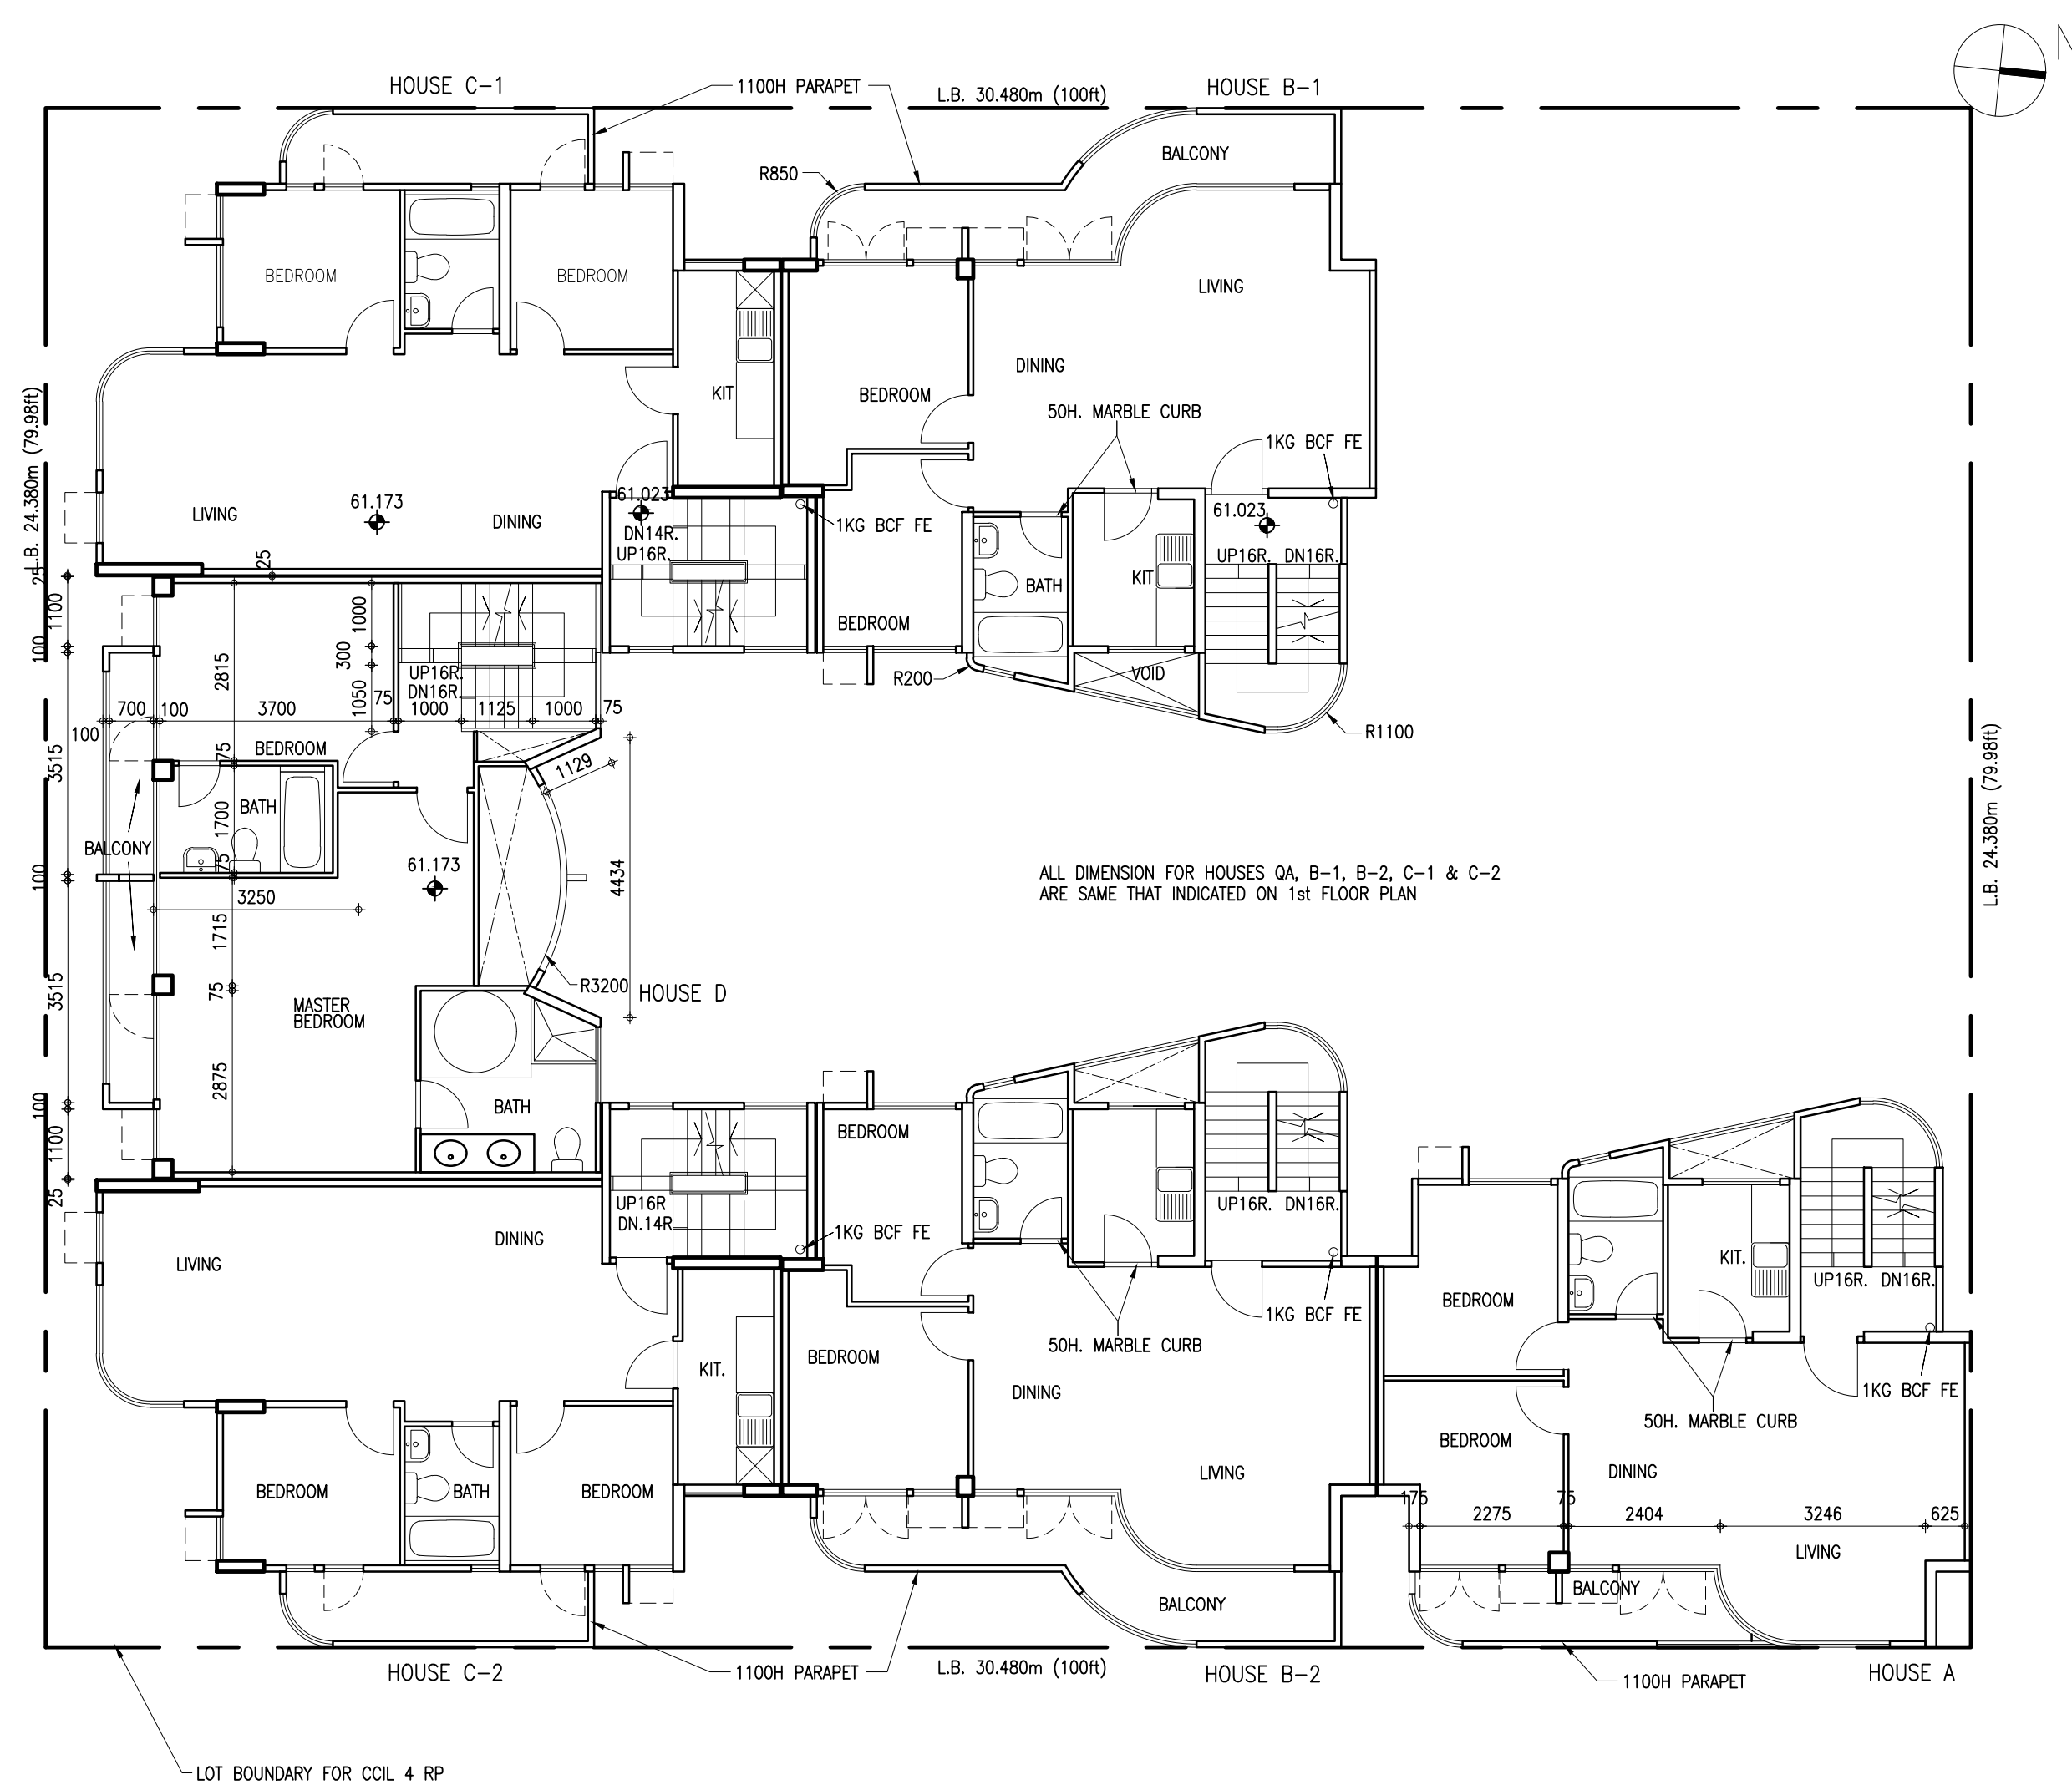 HOUSE C-1
1100H PARAPET
L.B. 30.480m (100ft)
HOUSE B-1
BALCONY
R850
BEDROOM
BEDROOM
LIVING
KIT
DINING
BEDROOM
50H. MARBLE CURB
1KG BCF FE
L.B. 24.380m (79.98ft)
LIVING
61.173
DINING
61.023
DN14R.
UP16R.
1KG BCF FE
61.023
UP16R. DN16R.
BATH
KIT
BEDROOM
VOID
R200
R1100
25
25
1100
100
3515
100
3515
100
1100
25
1000
300
1050
2815
75
UP16R.
DN16R.
700
100
3700
1000
1125
1000
75
100
BEDROOM
75
1129
BATH
1700
BALCONY
75
61.173
4434
3250
1715
75
R3200
HOUSE D
MASTER
BEDROOM
2875
BATH
ALL DIMENSION FOR HOUSES QA, B-1, B-2, C-1 & C-2
ARE SAME THAT INDICATED ON 1st FLOOR PLAN
L.B. 24.380m (79.98ft)
BEDROOM
UP16R
DN.14R
1KG BCF FE
UP16R. DN16R.
DINING
LIVING
KIT.
BEDROOM
50H. MARBLE CURB
1KG BCF FE
DINING
LIVING
BEDROOM
BATH
BEDROOM
BALCONY
BEDROOM
KIT.
UP16R. DN16R.
1KG BCF FE
50H. MARBLE CURB
BEDROOM
DINING
175
2275
75
2404
3246
625
LIVING
BALCONY
HOUSE C-2
1100H PARAPET
L.B. 30.480m (100ft)
HOUSE B-2
1100H PARAPET
HOUSE A
LOT BOUNDARY FOR CCIL 4 RP